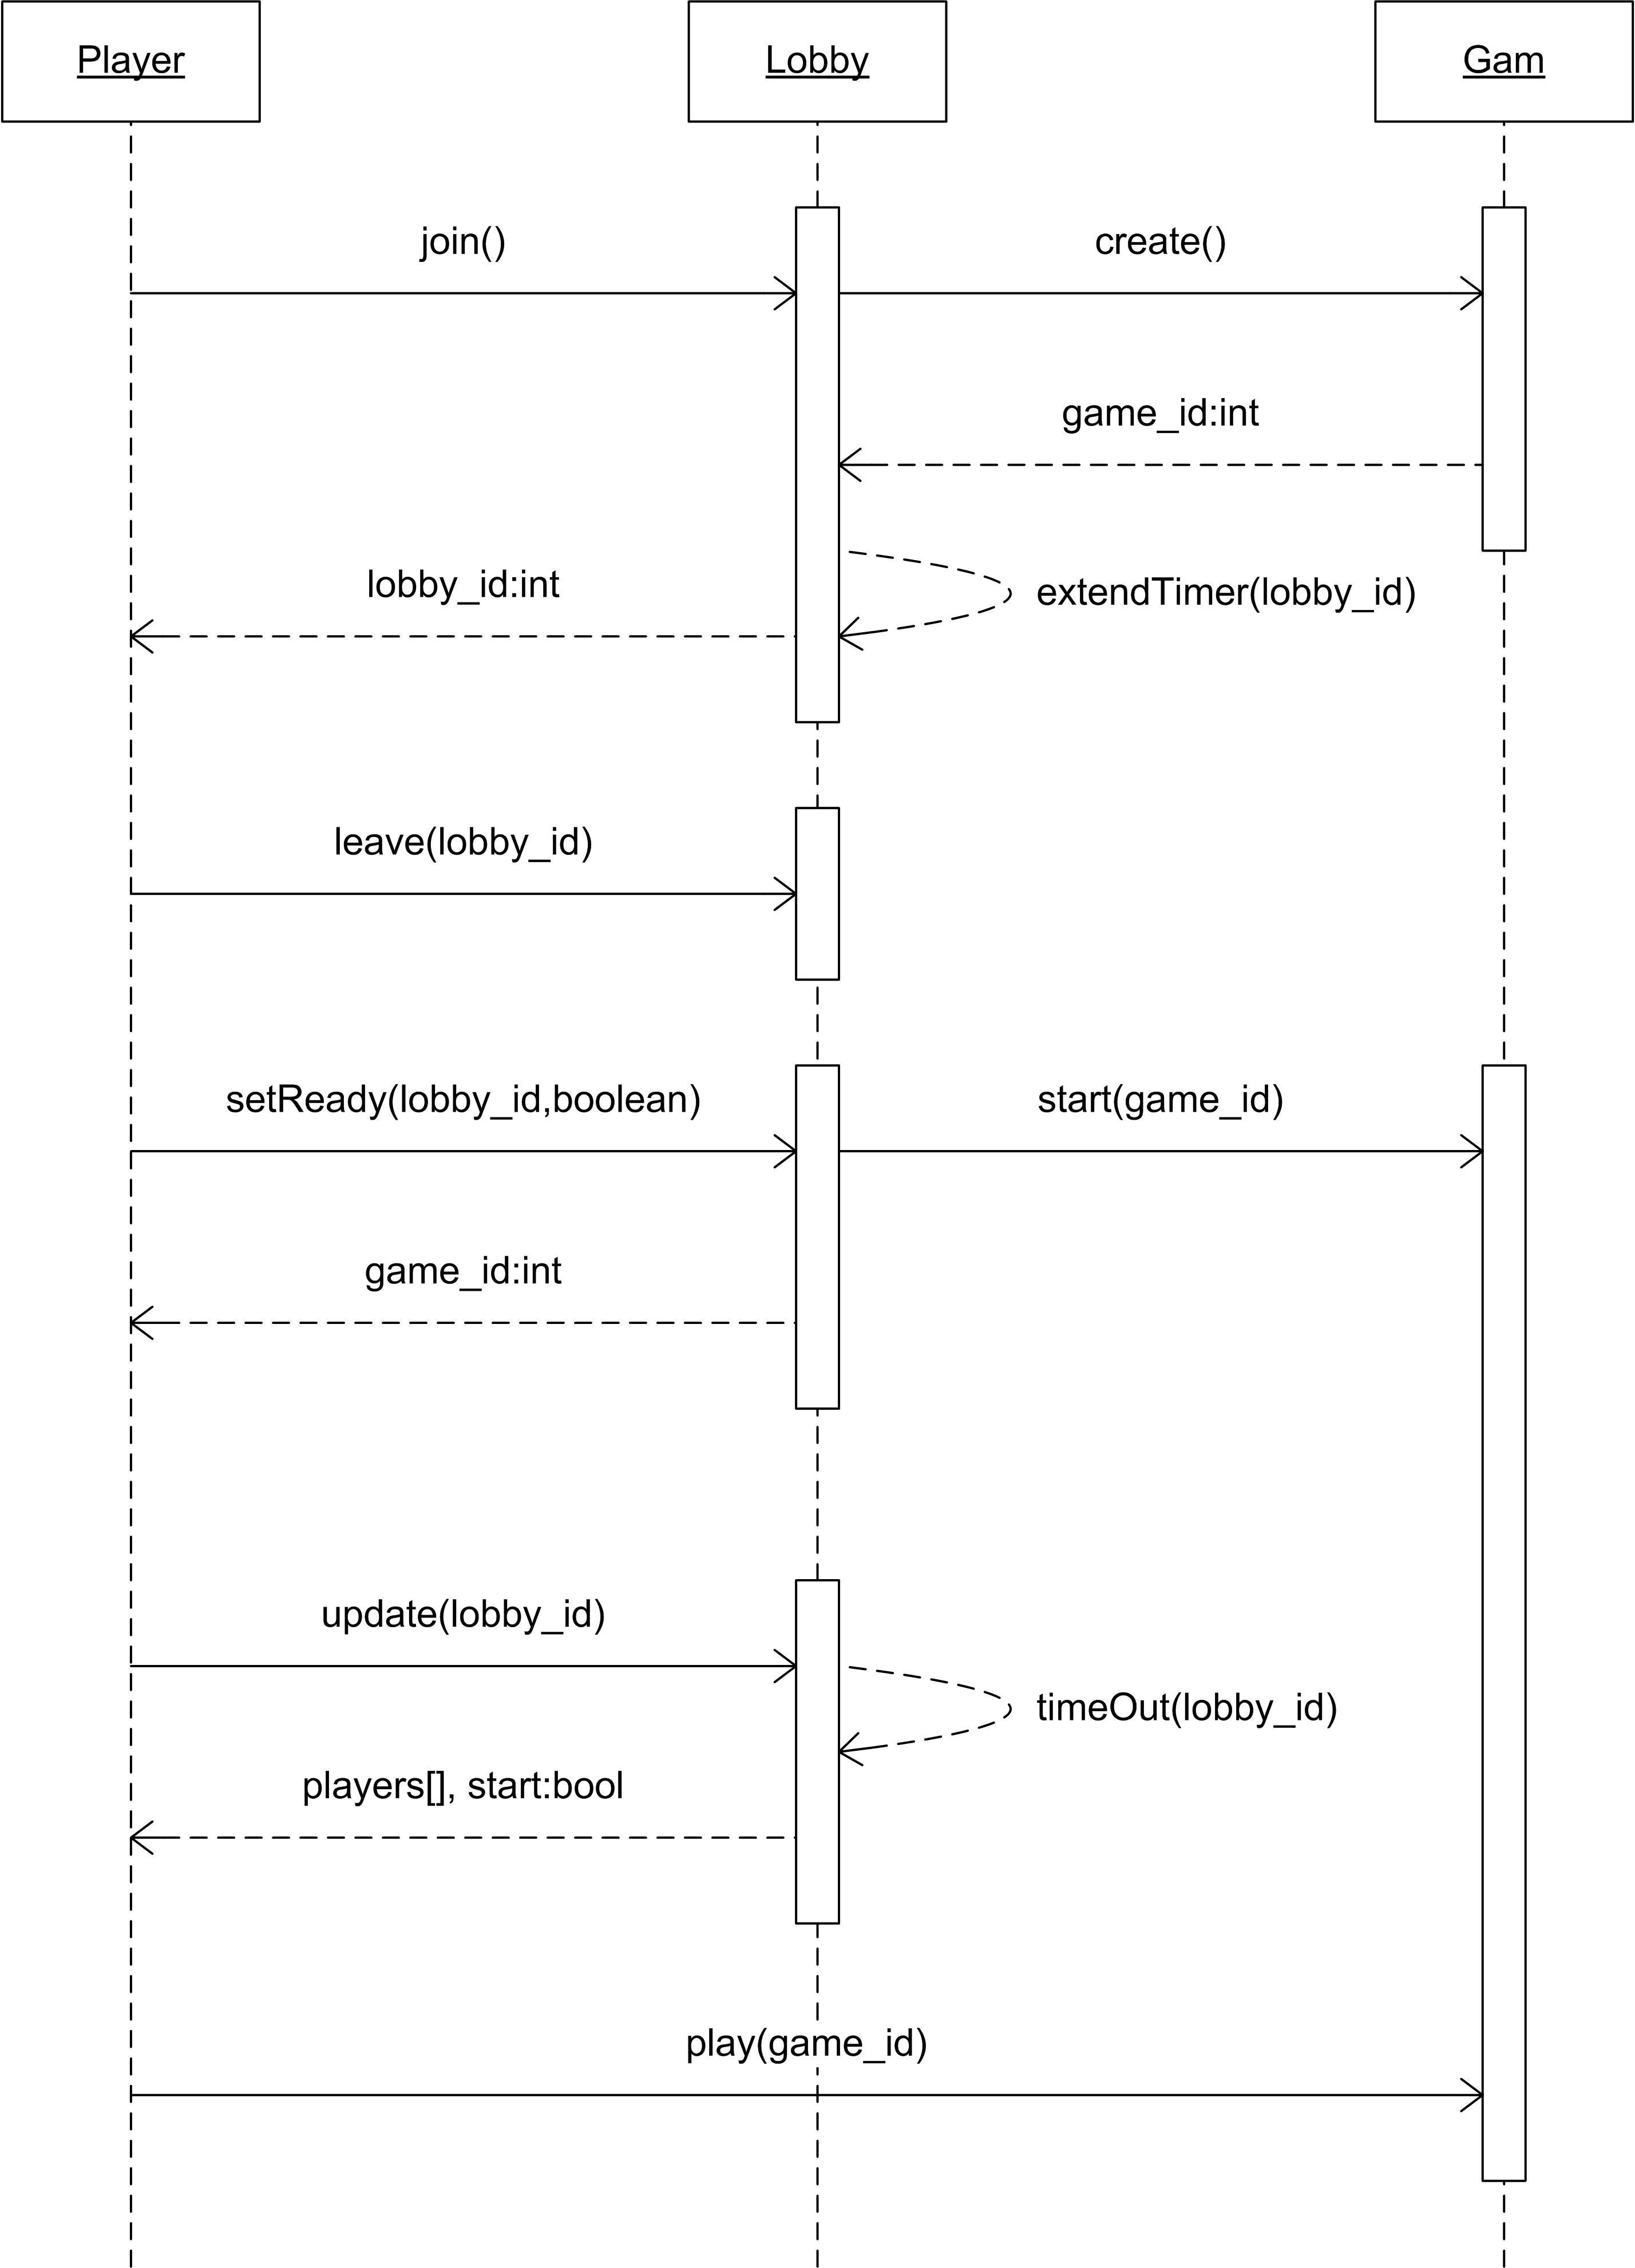 Player
Lobby
Gam
join()
create()
game_id:int
lobby_id:int
extendTimer(lobby_id)
leave(lobby_id)
setReady(lobby_id,boolean)
start(game_id)
game_id:int
update(lobby_id)
timeOut(lobby_id)
players[], start:bool
play(game_id)